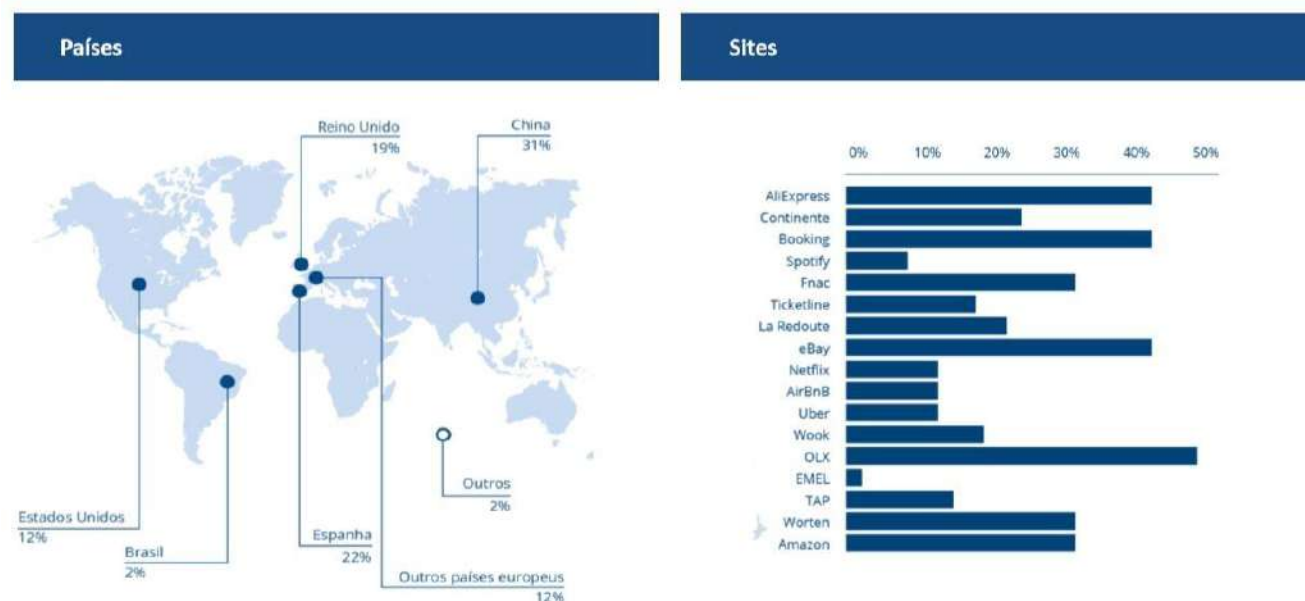 Países
Sites
Reino Unido
19%
China
31%
Estados Unidos
12%
Brasil
2%
Espanha
22%
Outros países europeus
12%
Outros
2%
0% 10% 20% 30% 40% 50%
AliExpress
Continente
Booking
Spotify
Fnac
Ticketline
La Redoute
eBay
Netflix
AirBnB
Uber
Wook
OLX
EMEL
TAP
Worten
Amazon